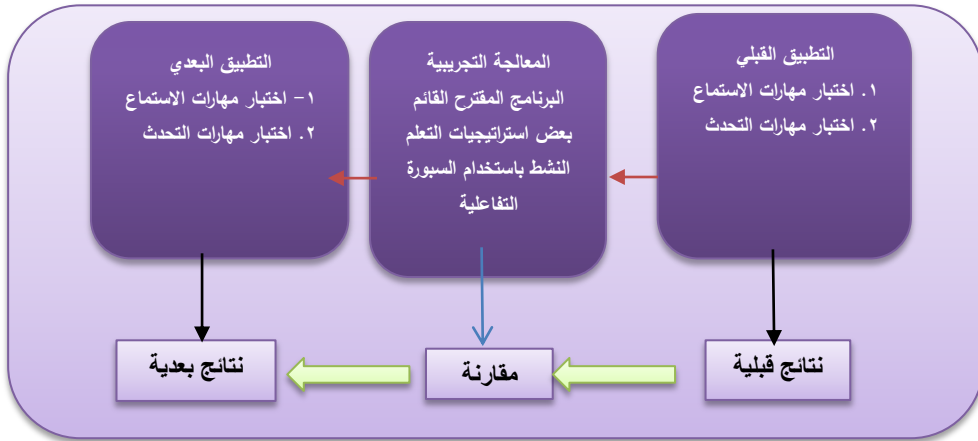 التطبيق القبلي
١. اختبار مهارات الاستماع
٢. اختبار مهارات التحدث
المعالجة التجريبية
البرنامج المقترح القائم
بعض استراتيجيات التعلم
النشط باستخدام السبورة
التفاعلية
التطبيق البعدي
١- اختبار مهارات الاستماع
٢. اختبار مهارات التحدث
نتائج قبلية
مقارنة
نتائج بعدية